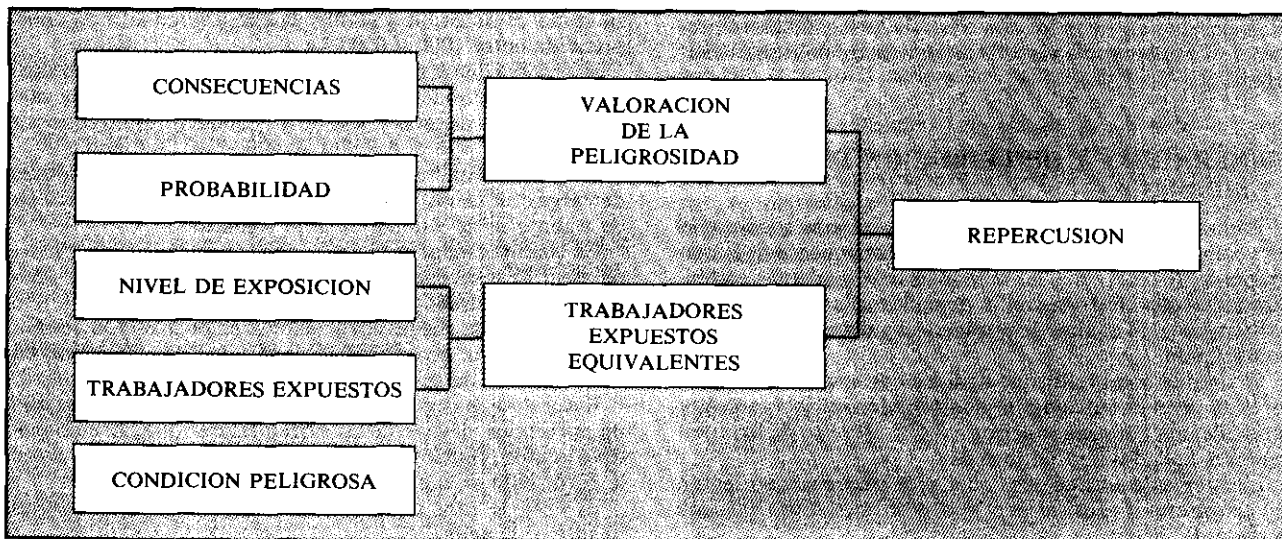 CONSECUENCIAS
PROBABILIDAD
NIVEL DE EXPOSICION
TRABAJADORES EXPUESTOS
CONDICION PELIGROSA
VALORACION
DE LA
PELIGROSIDAD
TRABAJADORES
EXPUESTOS
EQUIVALENTES
REPERCUSION